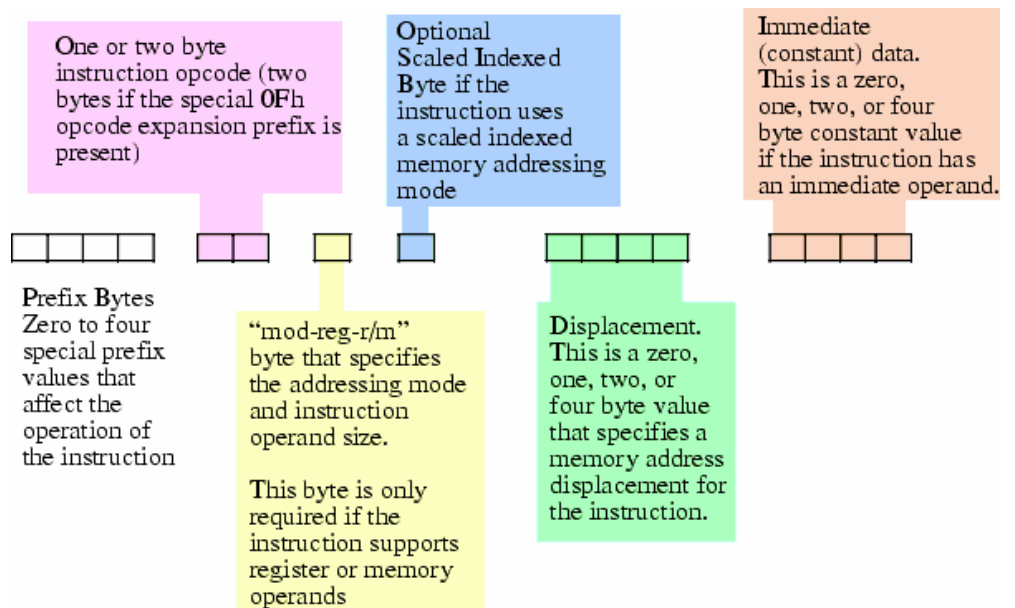 One or two byte
instruction opcode (two
bytes if the special 0Fh
opcode expansion prefix is
present)
Optional
Scaled Indexed
Byte if the
instruction uses
a scaled indexed
memory addressing
mode
Immediate
(constant) data.
This is a zero,
one, two, or four
byte constant value
if the instruction has
an immediate operand.
Prefix Bytes
Zero to four
special prefix
values that
affect the
operation of
the instruction
“mod-reg-r/m”
byte that specifies
the addressing mode
and instruction
operand size.
This byte is only
required if the
instruction supports
register or memory
operands
Displacement.
This is a zero,
one, two, or
four byte value
that specifies a
memory address
displacement for
the instruction.